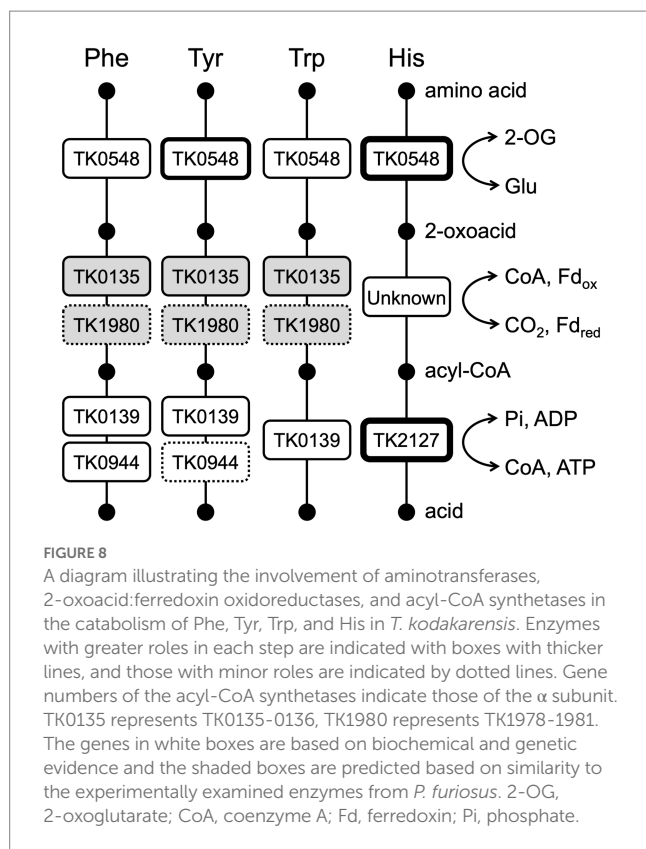 Phe Tyr Trp His
amino acid
TK0548 TK0548 TK0548 TK0548
2-OG
Glu
2-oxoacid
TK0135 TK0135 TK0135
TK1980 TK1980 TK1980
Unknown
CoA, Fdox
CO2, Fdred
acyl-CoA
TK0139 TK0139
TK0944 TK0944
TK0139 TK2127
Pi, ADP
CoA, ATP
acid
FIGURE 8
A diagram illustrating the involvement of aminotransferases,
2-oxoacid:ferredoxin oxidoreductases, and acyl-CoA synthetases in
the catabolism of Phe, Tyr, Trp, and His in T. kodakarensis. Enzymes
with greater roles in each step are indicated with boxes with thicker
lines, and those with minor roles are indicated by dotted lines. Gene
numbers of the acyl-CoA synthetases indicate those of the α subunit.
TK0135 represents TK0135-0136, TK1980 represents TK1978-1981.
The genes in white boxes are based on biochemical and genetic
evidence and the shaded boxes are predicted based on similarity to
the experimentally examined enzymes from P. furiosus. 2-OG,
2-oxoglutarate; CoA, coenzyme A; Fd, ferredoxin; Pi, phosphate.